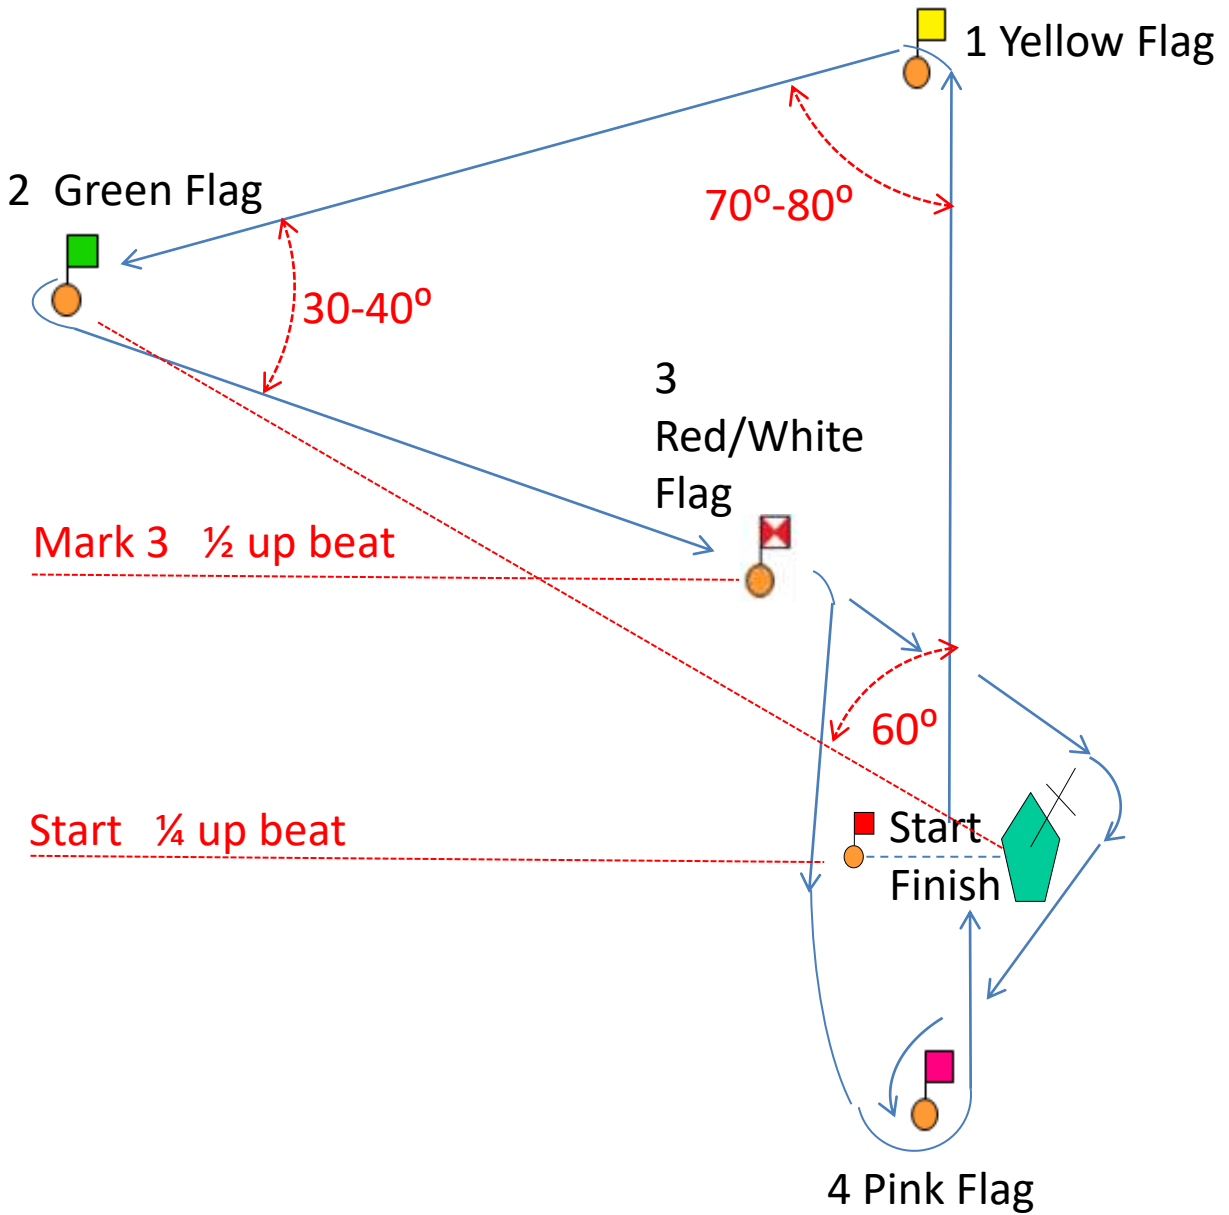 1 Yellow Flag
2 Green Flag
70º-80º
30-40º
3
Red/White
Flag
Mark 3 ½ up beat
60º
Start ¼ up beat
Start
Finish
4 Pink Flag